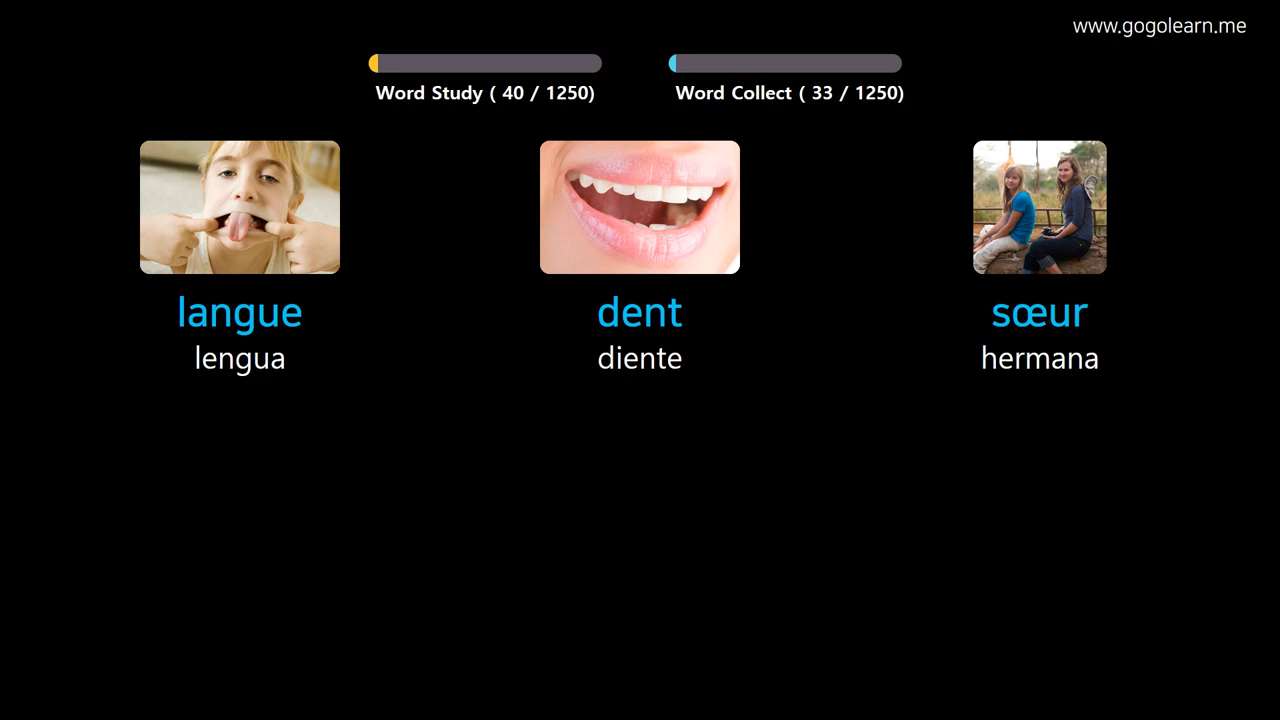 www.gogolearn.me
Word Study ( 40 / 1250)
Word Collect ( 33 / 1250)
langue
lengua
dent
diente
sœur
hermana